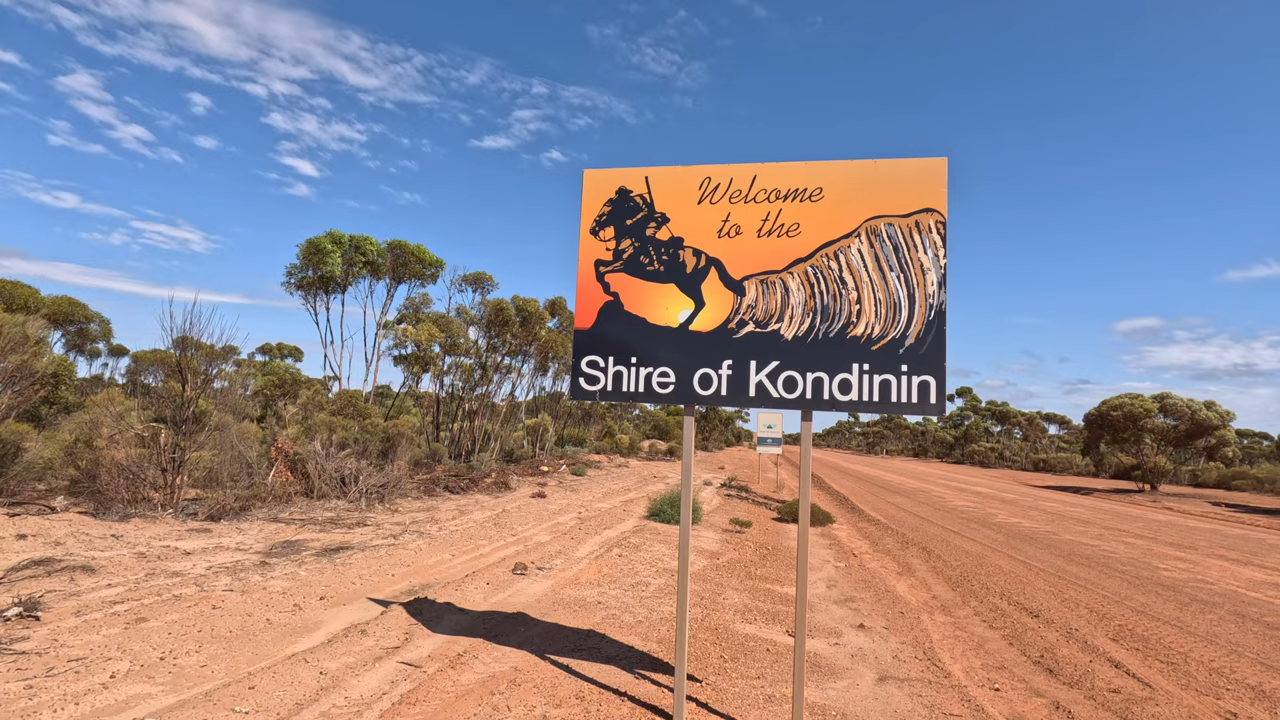 Welcome
to the
Shire of Kondinin